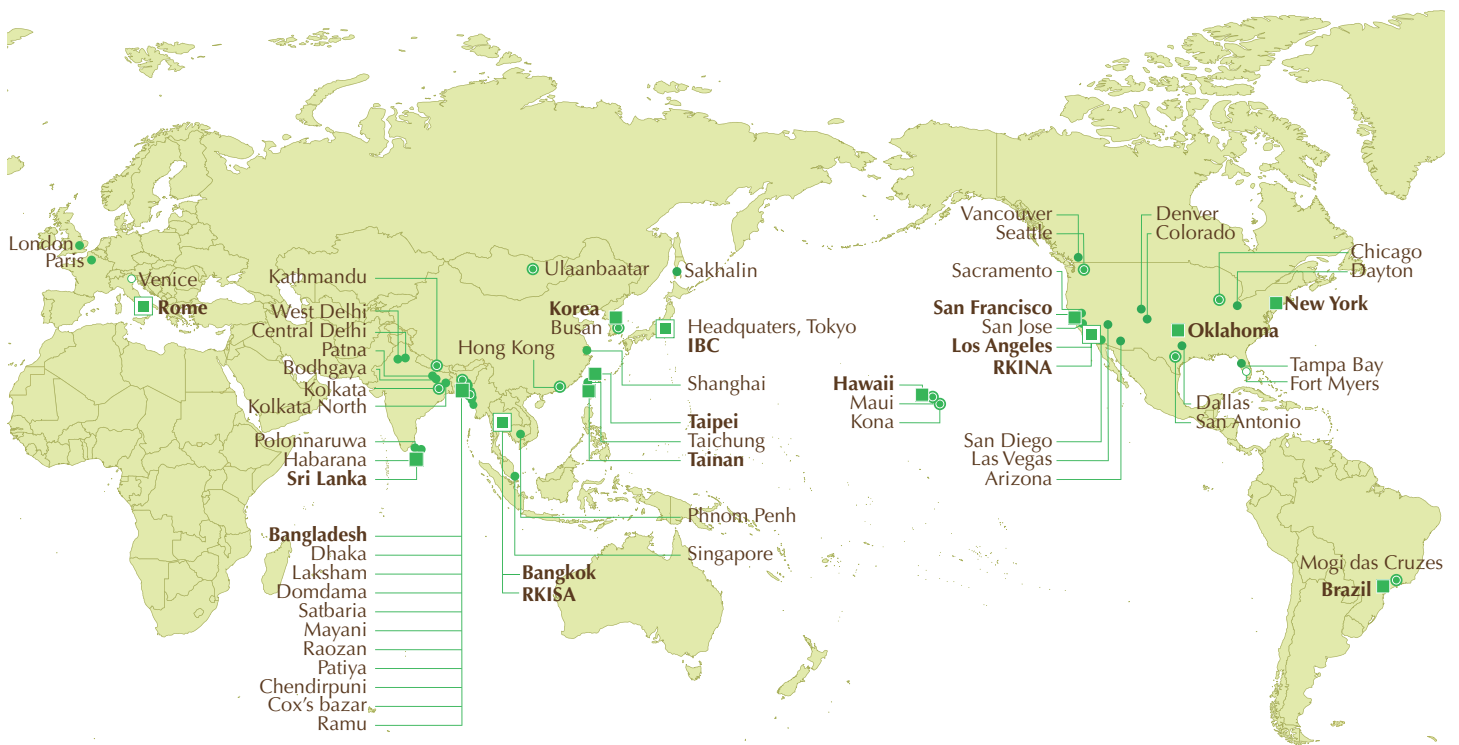 London
Paris
Venice
Rome
Kathmandu
West Delhi
Central Delhi
Patna
Bodhgaya
Kolkata
Kolkata North
Polonnaruwa
Habarana
Sri Lanka
Bangladesh
Dhaka
Laksham
Domdama
Satbaria
Mayani
Raozan
Patiya
Chendirpuni
Cox's bazar
Ramu
Ulaanbaatar
Sakhalin
Korea
Busan
Headquaters, Tokyo
IBC
Hong Kong
Shanghai
Taipei
Taichung
Tainan
Phnom Penh
Singapore
Bangkok
RKISA
Hawaii
Maui
Kona
Vancouver
Seattle
Sacramento
San Francisco
San Jose
Los Angeles
RKINA
San Diego
Las Vegas
Arizona
Denver
Colorado
Chicago
Dayton
New York
Oklahoma
Tampa Bay
Fort Myers
Dallas
San Antonio
Mogi das Cruzes
Brazil